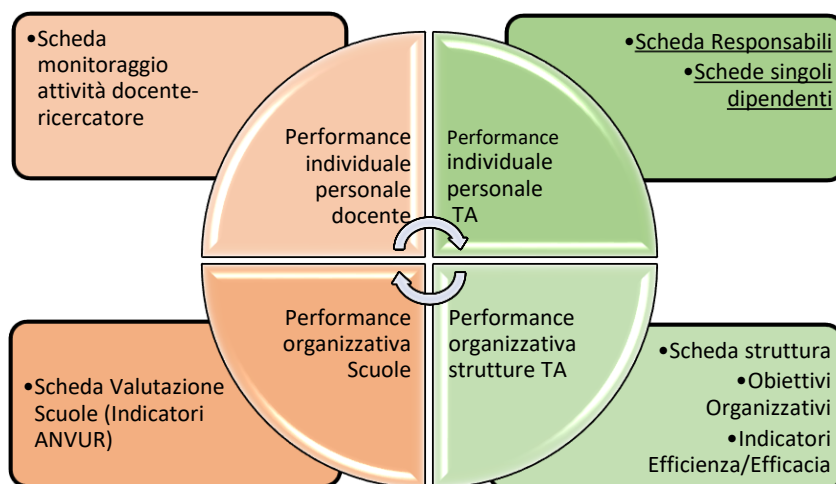 •Scheda
monitoraggio
attività docente-
ricercatore
•Scheda Responsabili
•Schede singoli
dipendenti
Performance
individuale
personale
docente
Performance
individuale
personale
TA
Performance
organizzativa
Scuole
Performance
organizzativa
strutture TA
•Scheda Valutazione
Scuole (Indicatori
ANVUR)
•Scheda struttura
•Obiettivi
Organizzativi
•Indicatori
Efficienza/Efficacia